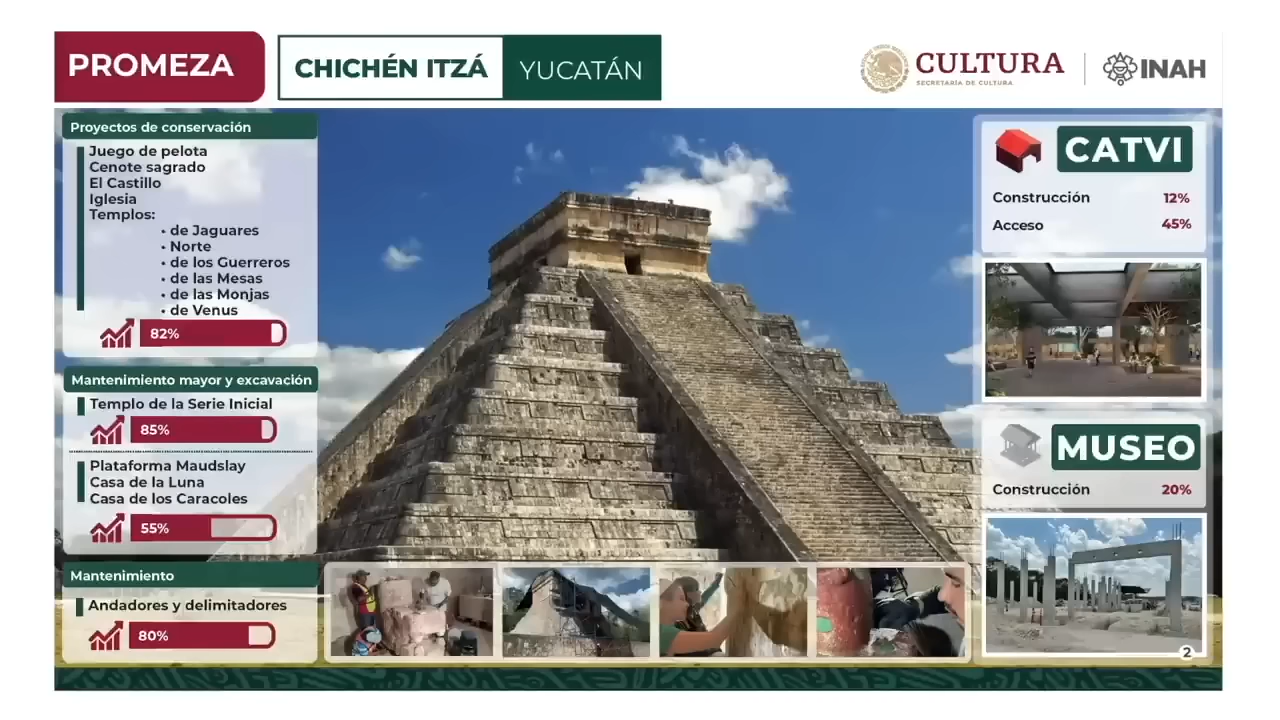 PROMEZA
CHICHÉN ITZÁ YUCATÁN
CULTURA
SECRETARÍA DE CULTURA
INAH
Proyectos de conservación
Juego de pelota
Cenote sagrado
El Castillo
Iglesia
Templos:
• de Jaguares
• Norte
• de los Guerreros
• de las Mesas
• de las Monjas
• de Venus
82%
Mantenimiento mayor y excavación
Templo de la Serie Inicial
85%
Plataforma Maudslay
Casa de la Luna
Casa de los Caracoles
55%
Mantenimiento
Andadores y delimitadores
80%
CATVI
Construcción 12%
Acceso 45%
MUSEO
Construcción 20%
2